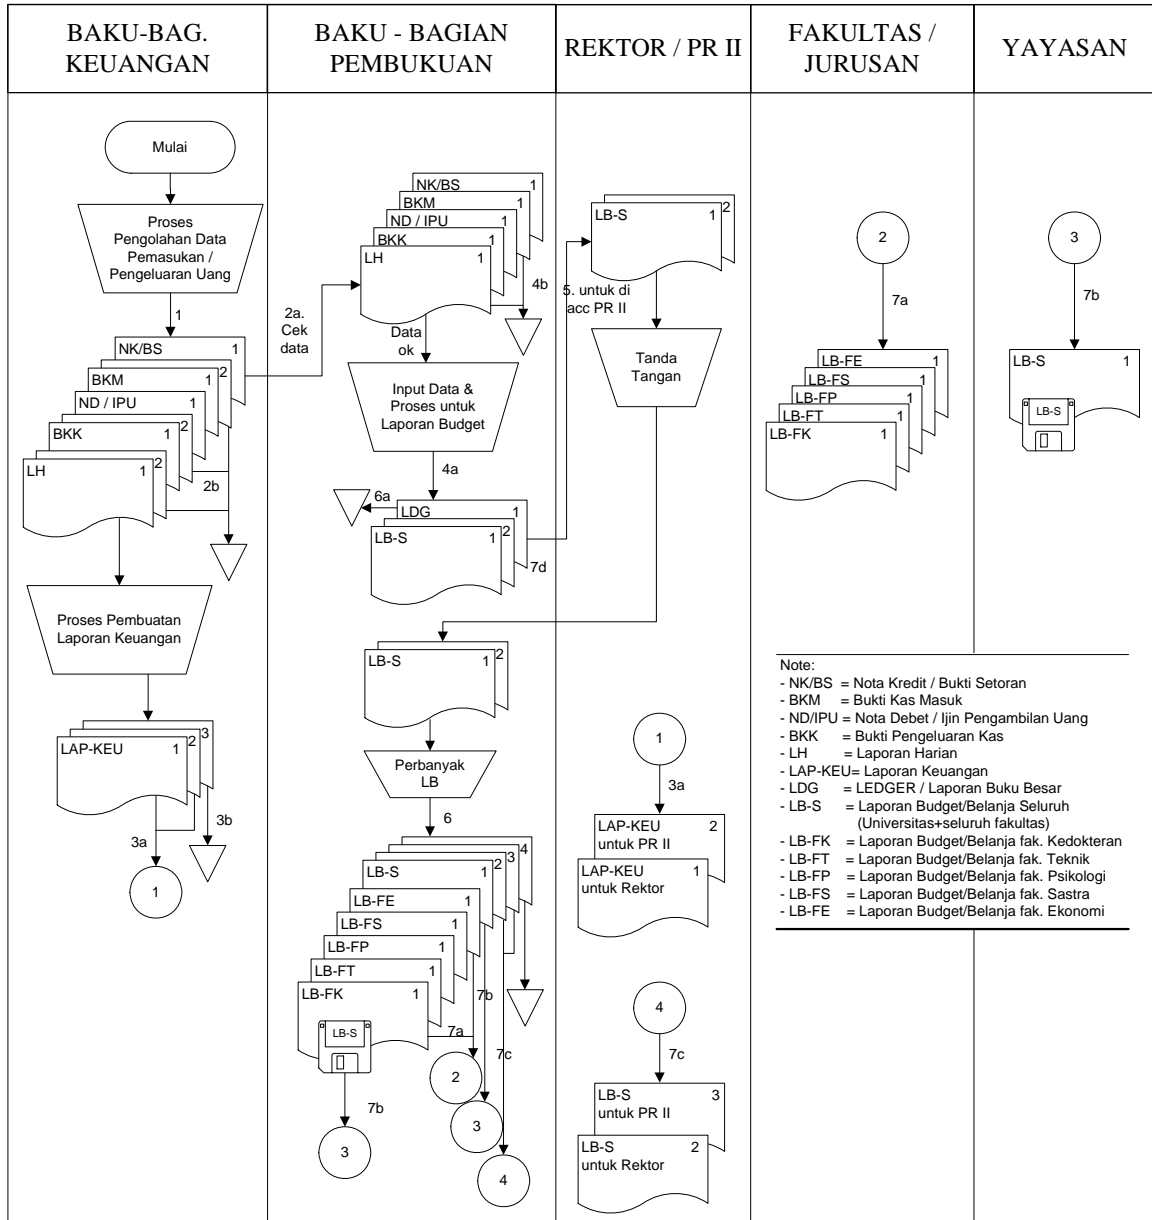 BAKU-BAG.
KEUANGAN
BAKU - BAGIAN
PEMBUKUAN
REKTOR / PR II
FAKULTAS /
JURUSAN
YAYASAN
Mulai
Proses
Pengolahan Data
Pemasukan /
Pengeluaran Uang
1
NK/BS 1
2
BKM 1
ND / IPU 1
2
BKK 1
2
LH 1
2b
Proses Pembuatan
Laporan Keuangan
3
2
LAP-KEU 1
3a
3b
1
2a.
Cek
data
NK/BS 1
BKM 1
ND / IPU 1
BKK 1
LH 1
4b
Data
ok
Input Data &
Proses untuk
Laporan Budget
4a
6a
LDG 1
2
LB-S 1
7d
LB-S 1
2
Perbanyak
LB
6
4
3
2
LB-S 1
LB-FE 1
LB-FS 1
LB-FP 1
LB-FT 1
LB-FK 1
LB-S
7a
7b
7c
7b
2
3
4
3
2
LB-S 1
5. untuk di
acc PR II
Tanda
Tangan
1
3a
LAP-KEU 2
untuk PR II
LAP-KEU 1
untuk Rektor
4
7c
LB-S 3
untuk PR II
LB-S 2
untuk Rektor
2
7a
LB-FE 1
LB-FS 1
LB-FP 1
LB-FT 1
LB-FK 1
3
7b
LB-S 1
LB-S
Note:
- NK/BS = Nota Kredit / Bukti Setoran
- BKM = Bukti Kas Masuk
- ND/IPU = Nota Debet / Ijin Pengambilan Uang
- BKK = Bukti Pengeluaran Kas
- LH = Laporan Harian
- LAP-KEU= Laporan Keuangan
- LDG = LEDGER / Laporan Buku Besar
- LB-S = Laporan Budget/Belanja Seluruh
(Universitas+seluruh fakultas)
- LB-FK = Laporan Budget/Belanja fak. Kedokteran
- LB-FT = Laporan Budget/Belanja fak. Teknik
- LB-FP = Laporan Budget/Belanja fak. Psikologi
- LB-FS = Laporan Budget/Belanja fak. Sastra
- LB-FE = Laporan Budget/Belanja fak. Ekonomi